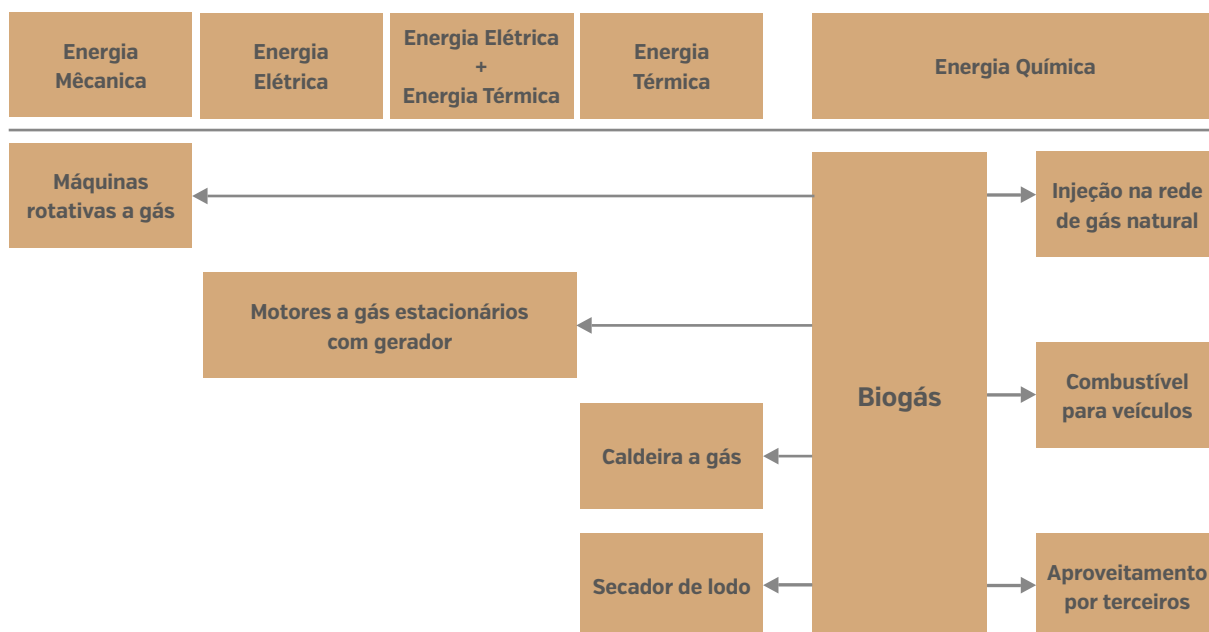 Energia
Mêcanica
Energia
Elétrica
Energia Elétrica
+
Energia Térmica
Energia
Térmica
Energia Química
Máquinas
rotativas a gás
Injeção na rede
de gás natural
Motores a gás estacionários
com gerador
Biogás
Combustível
para veículos
Caldeira a gás
Secador de lodo
Aproveitamento
por terceiros